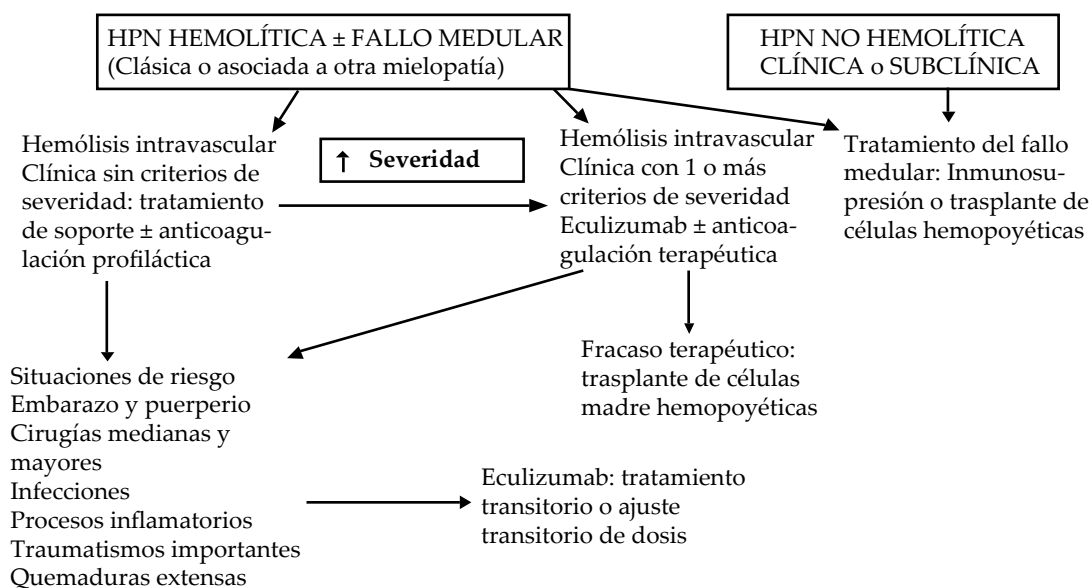 HPN HEMOLÍTICA ± FALLO MEDULAR
(Clásica o asociada a otra mielopatía)
HPN NO HEMOLÍTICA
CLÍNICA o SUBCLÍNICA
Hemólisis intravascular
Clínica sin criterios de
severidad: tratamiento
de soporte ± anticoagu-
lación profiláctica
↑ Severidad
Hemólisis intravascular
Clínica con 1 o más
criterios de severidad
Eculizumab ± anticoa-
gulación terapéutica
Tratamiento del fallo
medular: Inmunosu-
presión o trasplante de
células hemopoyéticas
Situaciones de riesgo
Embarazo y puerperio
Cirugías medianas y
mayores
Infecciones
Procesos inflamatorios
Traumatismos importantes
Quemaduras extensas
Fracaso terapéutico:
trasplante de células
madre hemopoyéticas
Eculizumab: tratamiento
transitorio o ajuste
transitorio de dosis